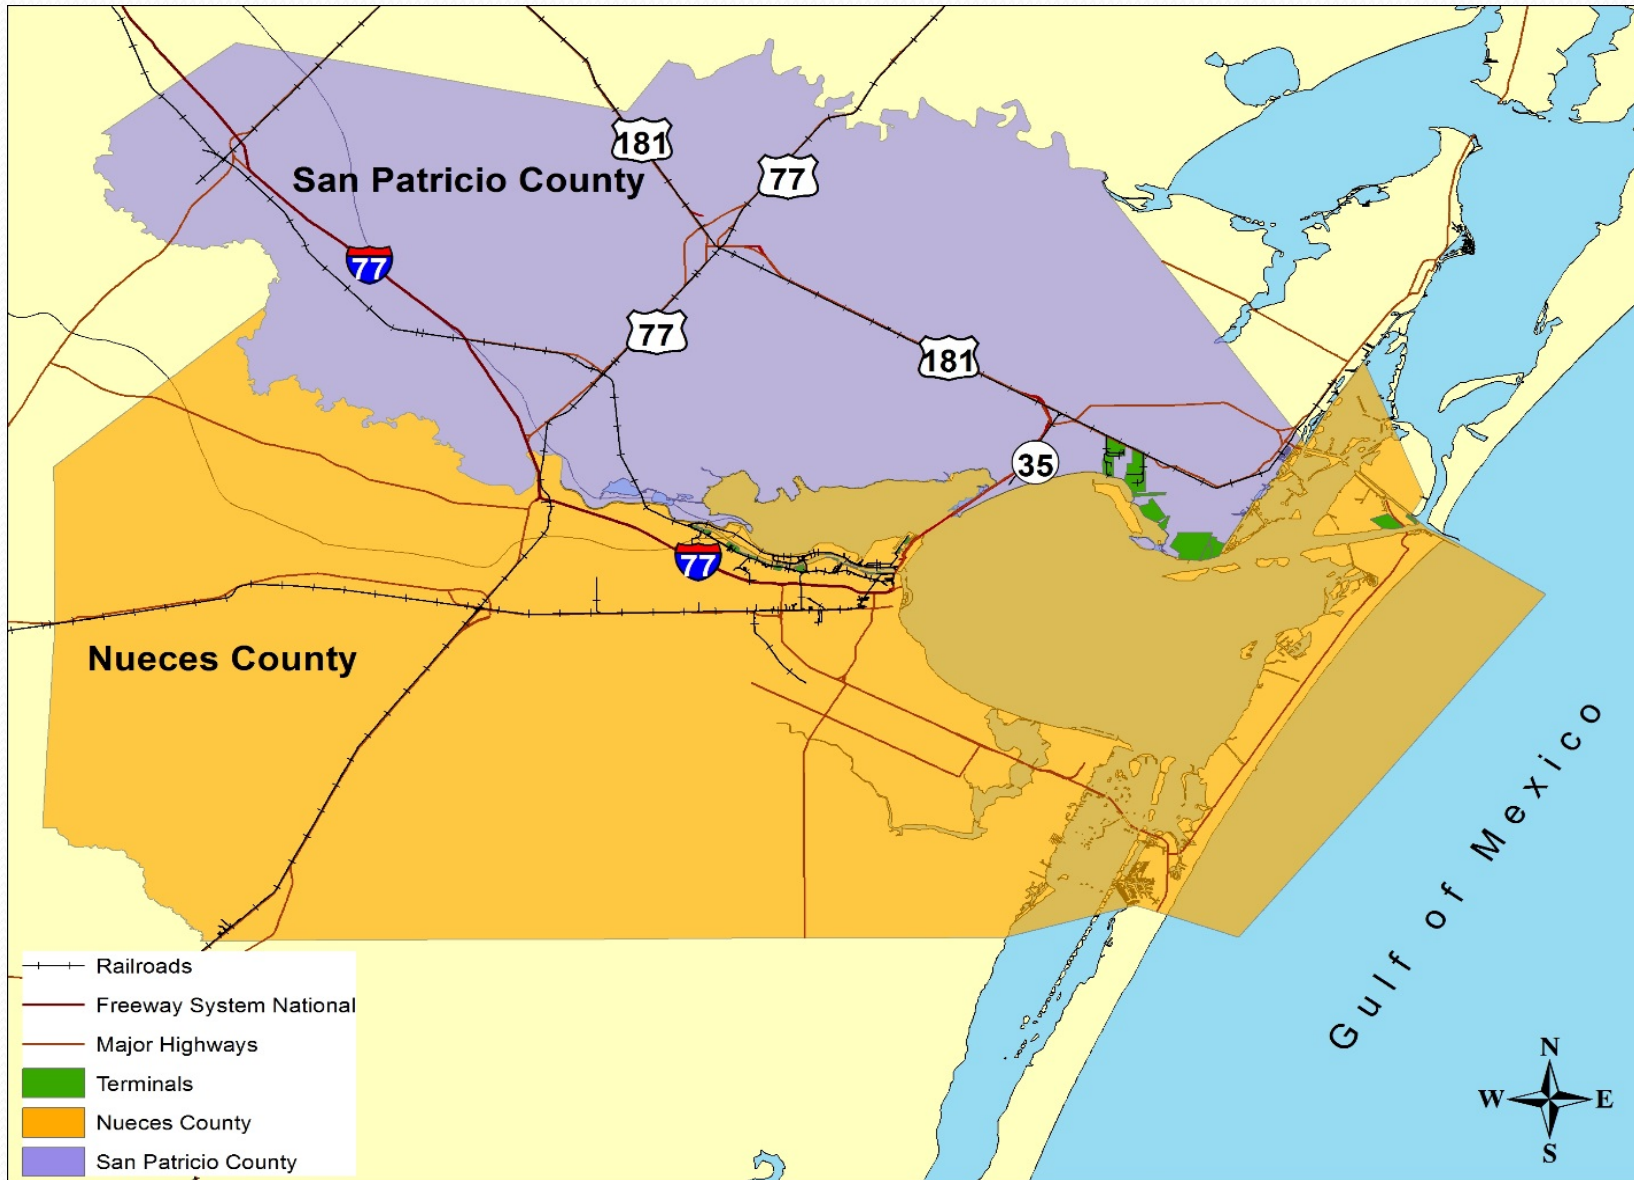 181
77
San Patricio County
77
77
181
35
77
Nueces County
Gulf of Mexico
Railroads
Freeway System National
Major Highways
Terminals
Nueces County
San Patricio County
N
W E
S